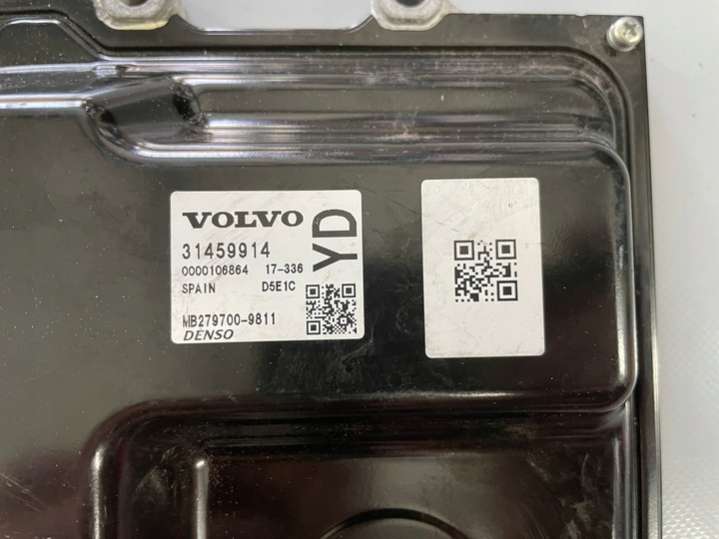 VOLVO
YD
31459914
0000106864 17-336
SPAIN D5E1C
MB279700-9811
DENSO